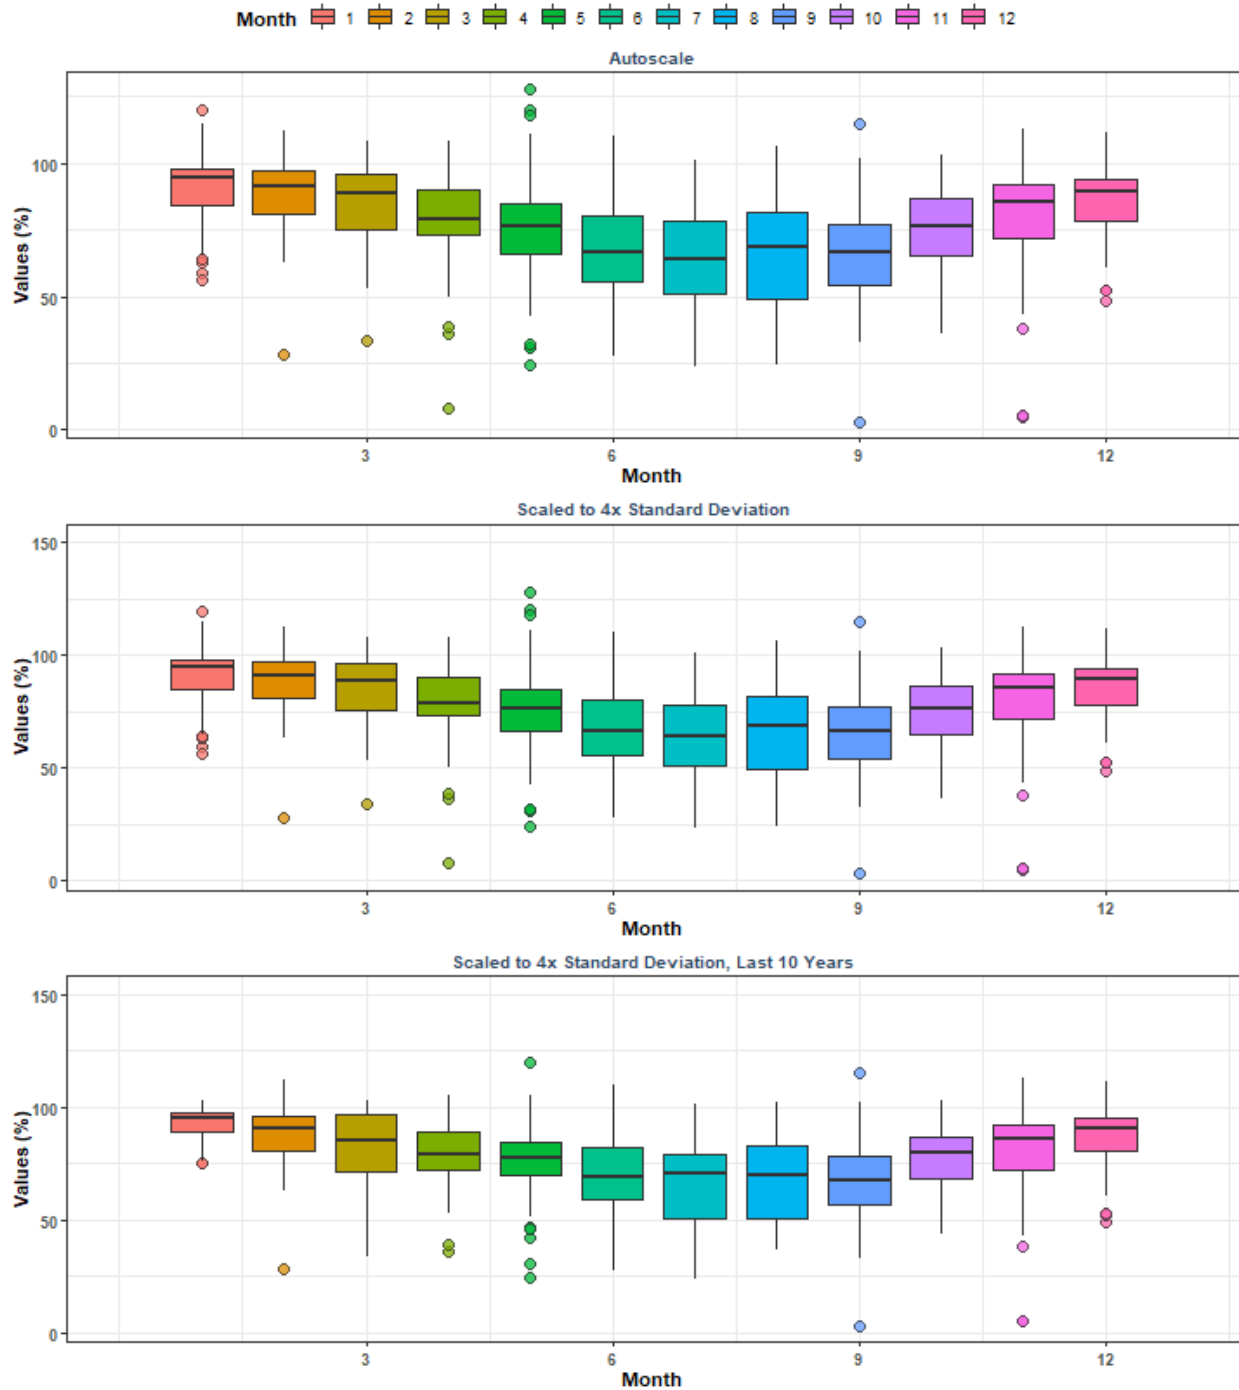 Month 1 2 3 4 5 6 7 8 9 10 11 12
Autoscale
Values (%)
100
50
0
3 6 9 12
Month
Scaled to 4x Standard Deviation
Values (%)
150
100
50
0
3 6 9 12
Month
Scaled to 4x Standard Deviation, Last 10 Years
Values (%)
150
100
50
0
3 6 9 12
Month